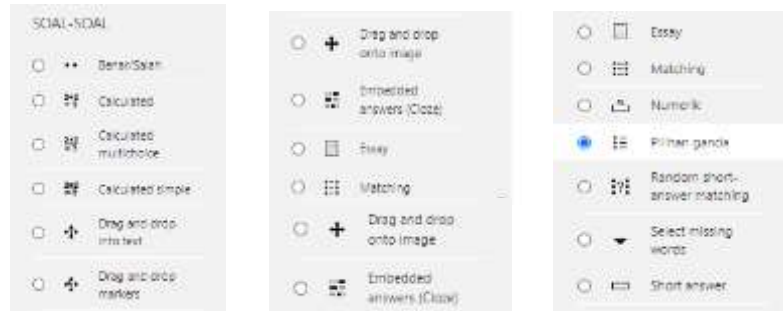 SOAL-SOAL
Benar/Salah
Calculated
Calculated
multichoice
Calculated simple
Drag and drop
into text
Drag and drop
markers
Drag and drop
onto image
Embedded
answers (Cloze)
Essay
Matching
Drag and drop
onto image
Embedded
answers (Cloze)
Essay
Matching
Numerik
Pilihan ganda
Random short-
answer matching
Select missing
words
Short answer